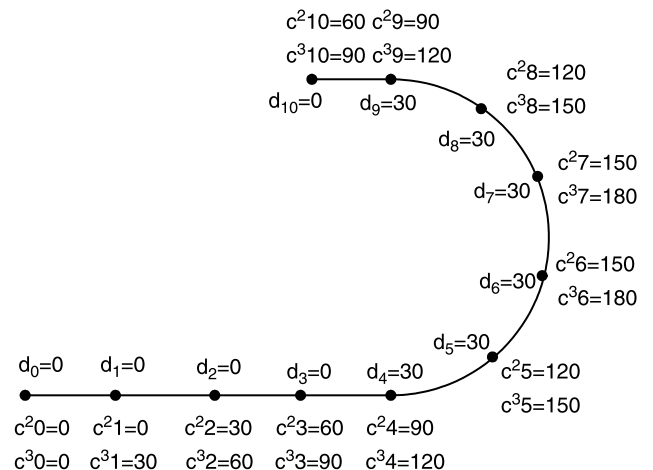 c²10=60 c²9=90
c³10=90 c³9=120
d₁₀=0 d₉=30
c²8=120
c³8=150
d₈=30
c²7=150
c³7=180
d₇=30
c²6=150
c³6=180
d₆=30
d₅=30
c²5=120
c³5=150
d₀=0 d₁=0 d₂=0 d₃=0 d₄=30
c²0=0 c²1=0 c²2=30 c²3=60 c²4=90
c³0=0 c³1=30 c³2=60 c³3=90 c³4=120